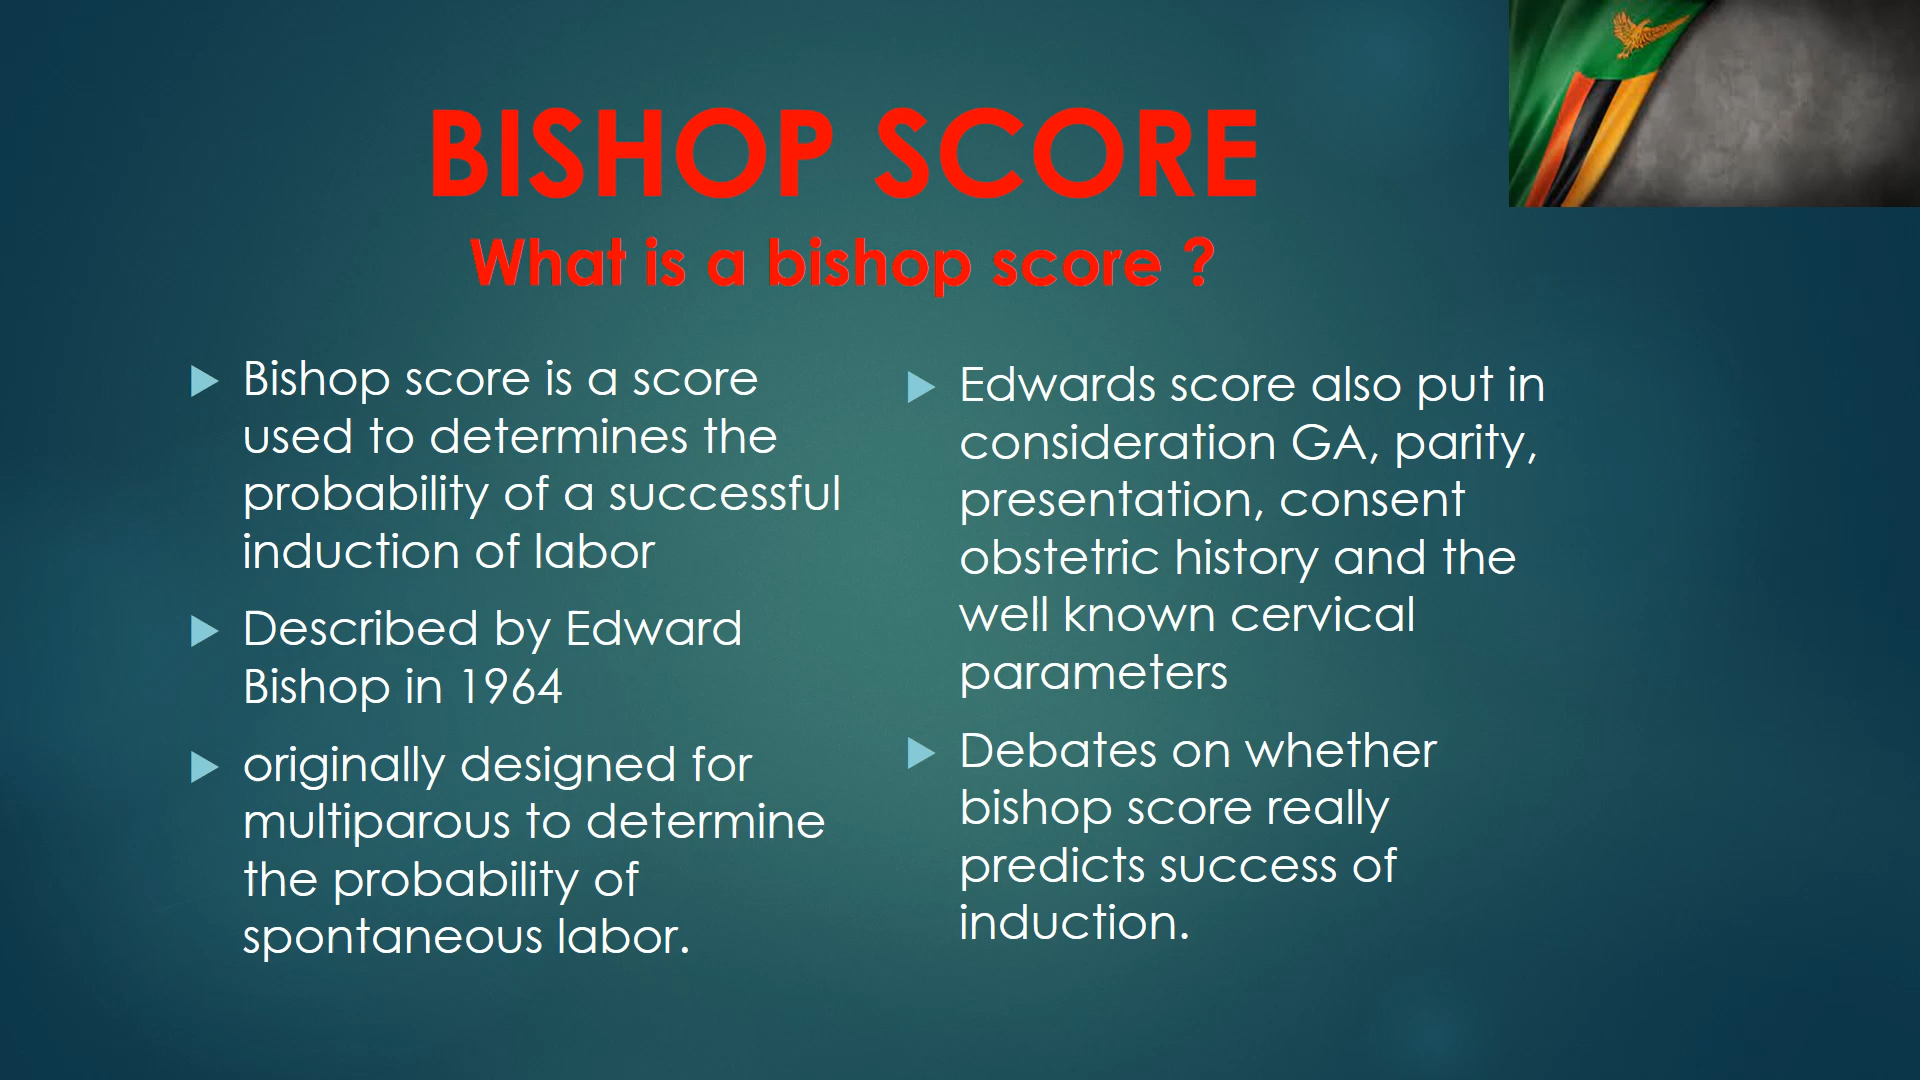 BISHOP SCORE
What is a bishop score ?
Bishop score is a score
used to determines the
probability of a successful
induction of labor
Described by Edward
Bishop in 1964
originally designed for
multiparous to determine
the probability of
spontaneous labor.
Edwards score also put in
consideration GA, parity,
presentation, consent
obstetric history and the
well known cervical
parameters
Debates on whether
bishop score really
predicts success of
induction.